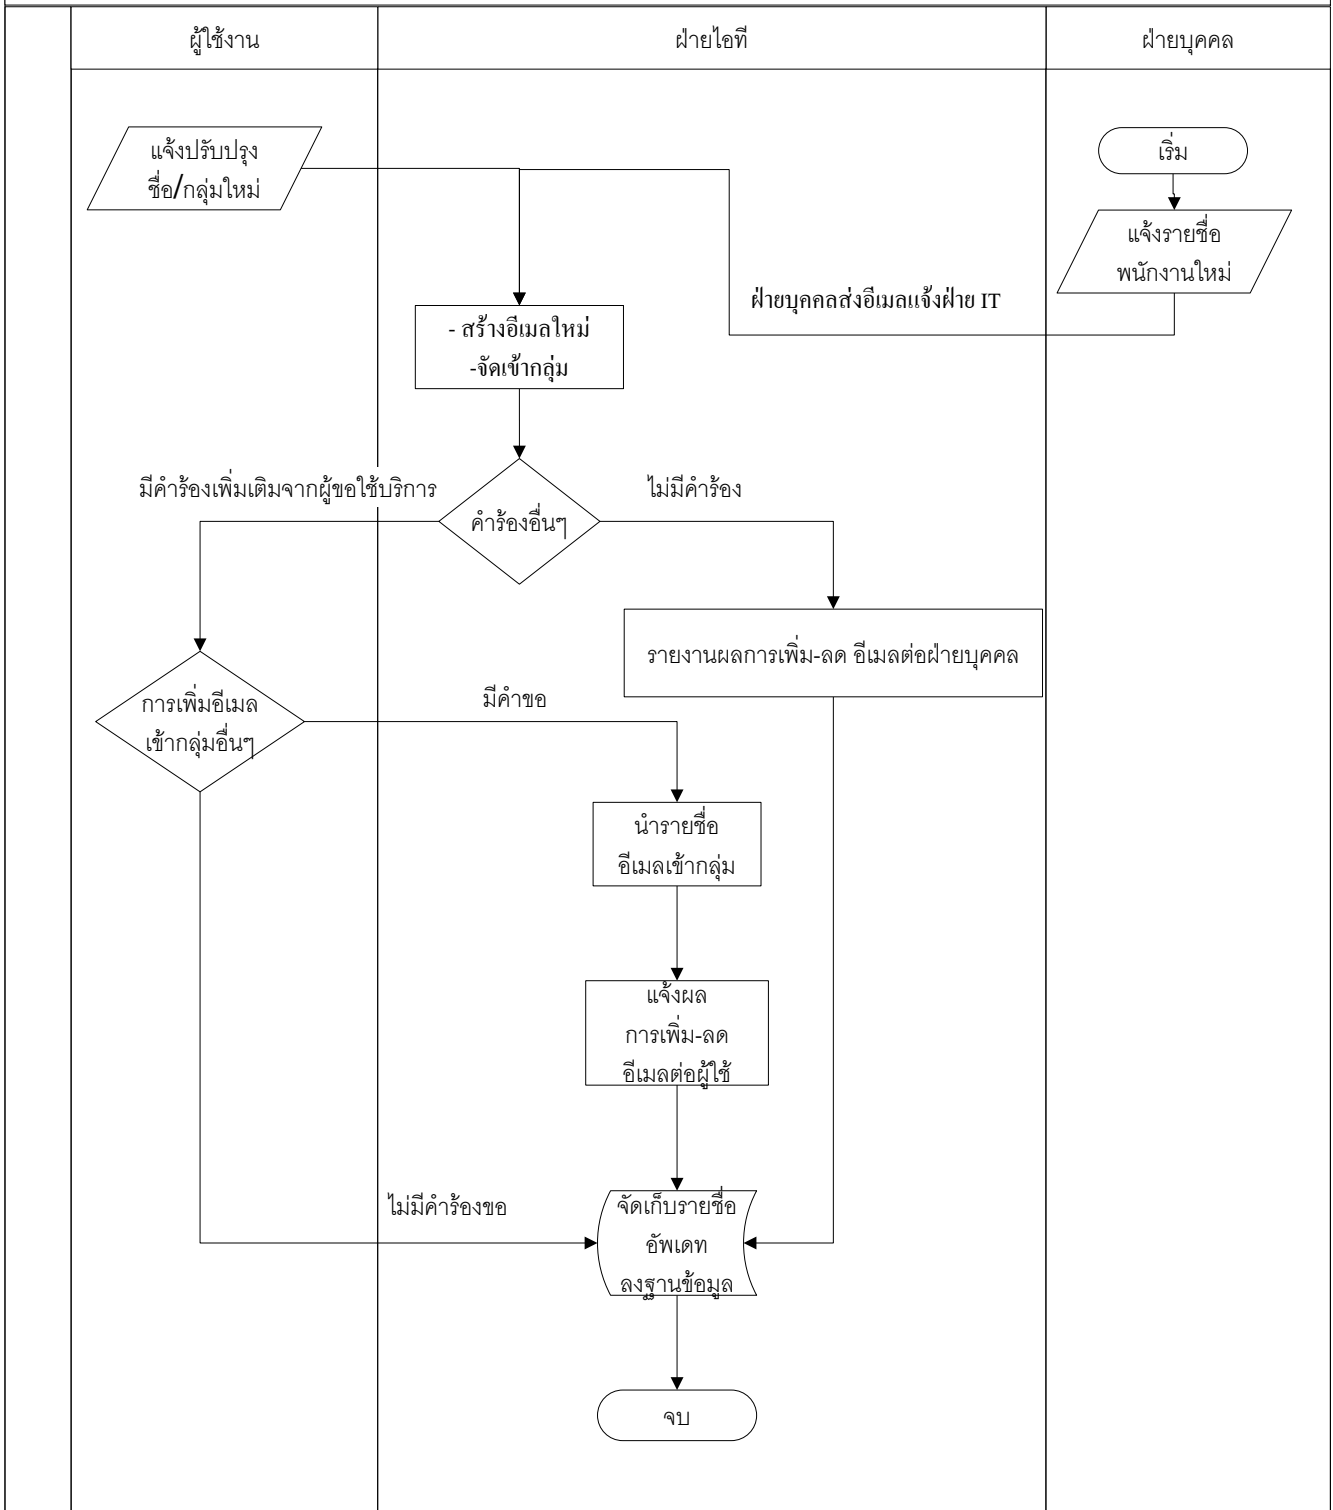 ผู้ใช้งาน
ฝ่ายไอที
ฝ่ายบุคคล
แจ้งปรับปรุง
ชื่อ/กลุ่มใหม่
เริ่ม
แจ้งรายชื่อ
พนักงานใหม่
ฝ่ายบุคคลส่งอีเมลแจ้งฝ่าย IT
- สร้างอีเมลใหม่
-จัดเข้ากลุ่ม
มีคำร้องเพิ่มเติมจากผู้ขอใช้บริการ
ไม่มีคำร้อง
คำร้องอื่นๆ
รายงานผลการเพิ่ม-ลด อีเมลต่อฝ่ายบุคคล
การเพิ่มอีเมล
เข้ากลุ่มอื่นๆ
มีคำขอ
นำรายชื่อ
อีเมลเข้ากลุ่ม
แจ้งผล
การเพิ่ม-ลด
อีเมลต่อผู้ใช้
ไม่มีคำร้องขอ
จัดเก็บรายชื่อ
อัพเดท
ลงฐานข้อมูล
จบ